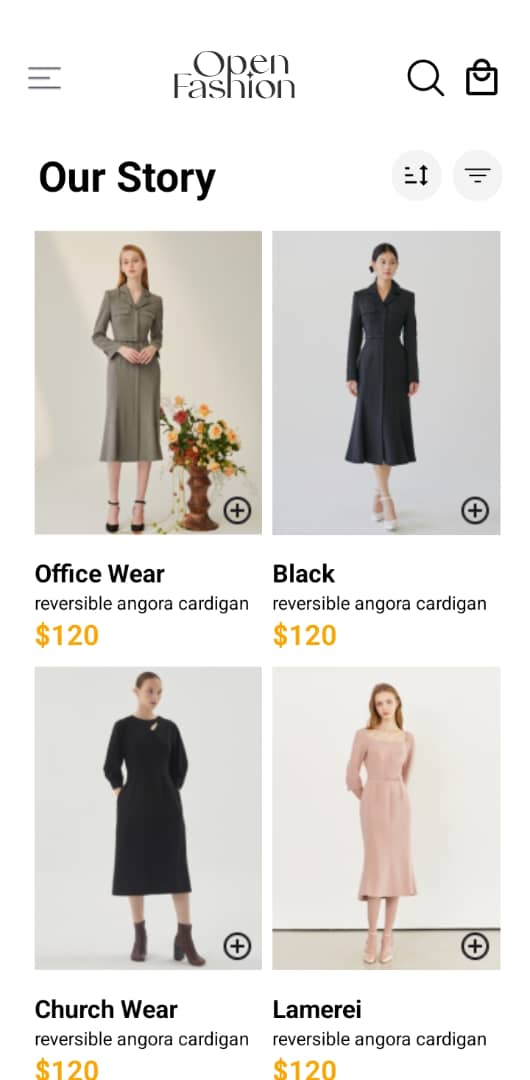 Open
Fashion
Our Story
Office Wear
reversible angora cardigan
$120
Black
reversible angora cardigan
$120
Church Wear
reversible angora cardigan
$120
Lamerei
reversible angora cardigan
$120